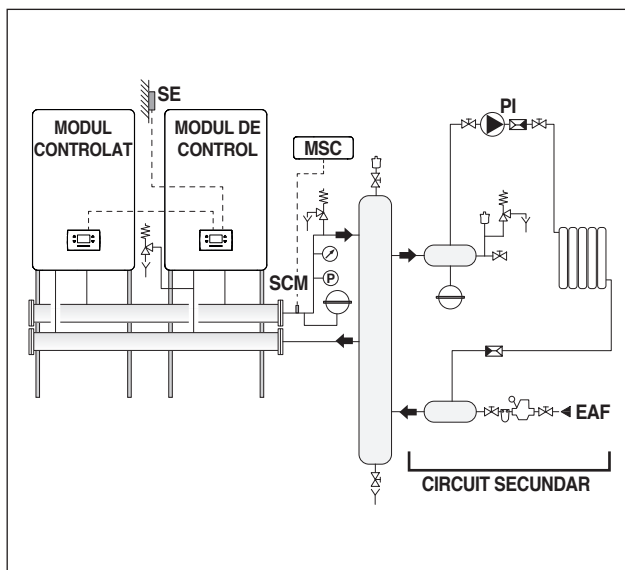 SE
MODUL
CONTROLAT
MODUL DE
CONTROL
MSC
PI
SCM
P
EAF
CIRCUIT SECUNDAR